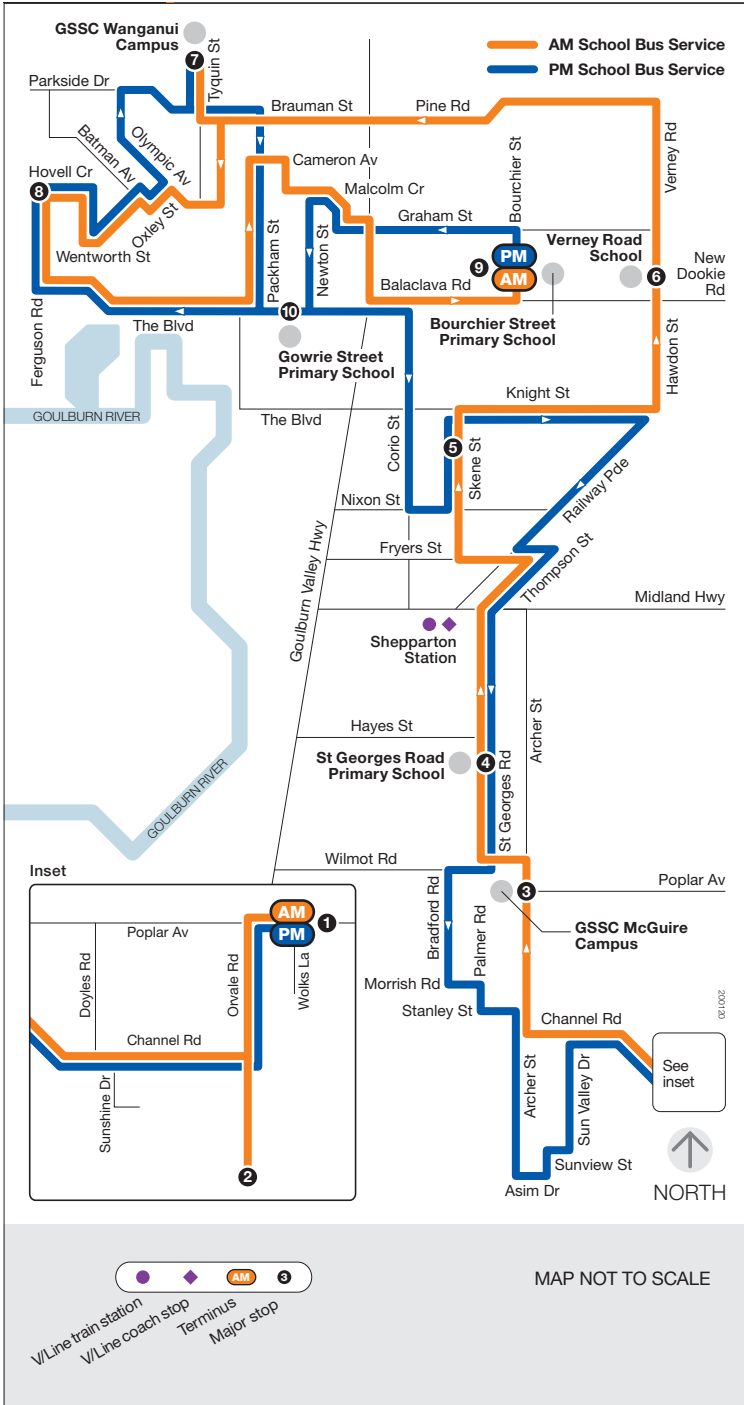 GSSC Wanganui
Campus
7
Tyquin St
AM School Bus Service
PM School Bus Service
Parkside Dr
Brauman St
Pine Rd
Batman Av
Olympic Av
Bourchier St
Verney Rd
Hovell Cr
8
Cameron Av
Malcolm Cr
Oxley St
Graham St
Wentworth St
Packham St
Newton St
9
PM
AM
Verney Road
School
6
New
Dookie
Rd
Balaclava Rd
Ferguson Rd
The Blvd
10
Bourchier Street
Primary School
Gowrie Street
Primary School
Hawdon St
Knight St
GOULBURN RIVER
The Blvd
Corio St
5
Skene St
Railway Pde
Nixon St
Fryers St
Thompson St
Goulburn Valley Hwy
Midland Hwy
Shepparton
Station
Archer St
Hayes St
St Georges Road
Primary School
4
St Georges Rd
GOULBURN RIVER
Wilmot Rd
Poplar Av
3
Bradford Rd
Palmer Rd
GSSC McGuire
Campus
Inset
AM
PM
1
Poplar Av
Doyles Rd
Orvale Rd
Wolks La
Channel Rd
Sunshine Dr
2
Morrish Rd
Stanley St
Channel Rd
200120
Archer St
Sun Valley Dr
See
inset
Sunview St
Asim Dr
NORTH
AM
3
V/Line train station
V/Line coach stop
Terminus
Major stop
MAP NOT TO SCALE